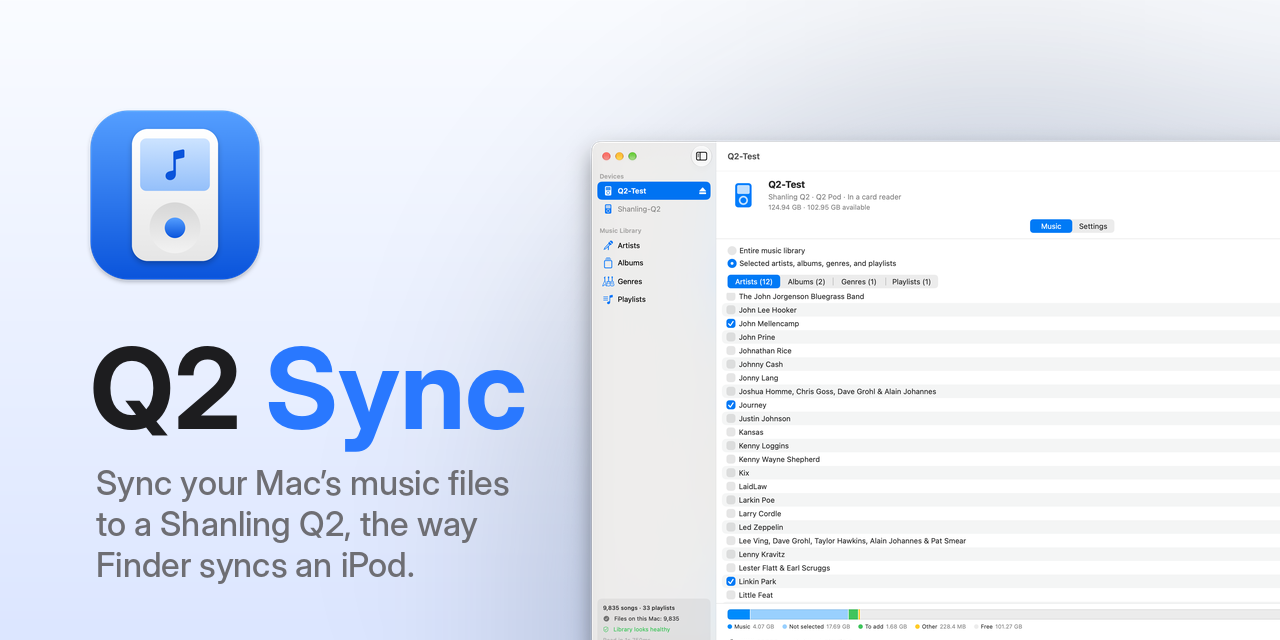 Q2 Sync
Sync your Mac’s music files
to a Shanling Q2, the way
Finder syncs an iPod.
Devices
Q2-Test
Shanling-Q2
Music Library
Artists
Albums
Genres
Playlists
9,835 songs · 33 playlists
Files on this Mac: 9,835
Library looks healthy
Q2-Test
Q2-Test
Shanling Q2 · Q2 Pod · In a card reader
124.94 GB · 102.95 GB available
Music Settings
Entire music library
Selected artists, albums, genres, and playlists
Artists (12) Albums (2) Genres (1) Playlists (1)
The John Jorgenson Bluegrass Band
John Lee Hooker
John Mellencamp
John Prine
Johnathan Rice
Johnny Cash
Jonny Lang
Joshua Homme, Chris Goss, Dave Grohl & Alain Johannes
Journey
Justin Johnson
Kansas
Kenny Loggins
Kenny Wayne Shepherd
Kix
LaidLaw
Larkin Poe
Larry Cordle
Led Zeppelin
Lee Ving, Dave Grohl, Taylor Hawkins, Alain Johannes & Pat Smear
Lenny Kravitz
Lester Flatt & Earl Scruggs
Linkin Park
Little Feat
Music 4.07 GB Not selected 17.69 GB To add 1.68 GB Other 228.4 MB Free 101.27 GB